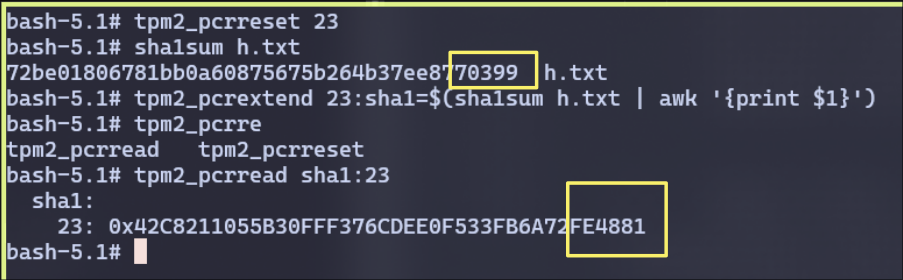 bash-5.1# tpm2_pcrreset 23
bash-5.1# sha1sum h.txt
72be01806781bb0a60875675b264b37ee8770399  h.txt
bash-5.1# tpm2_pcrextend 23:sha1=$(sha1sum h.txt | awk '{print $1}')
bash-5.1# tpm2_pcrre
tpm2_pcrread   tpm2_pcrreset
bash-5.1# tpm2_pcrread sha1:23
  sha1:
    23: 0x42C8211055B30FFF376CDEE0F533FB6A72FE4881
bash-5.1#